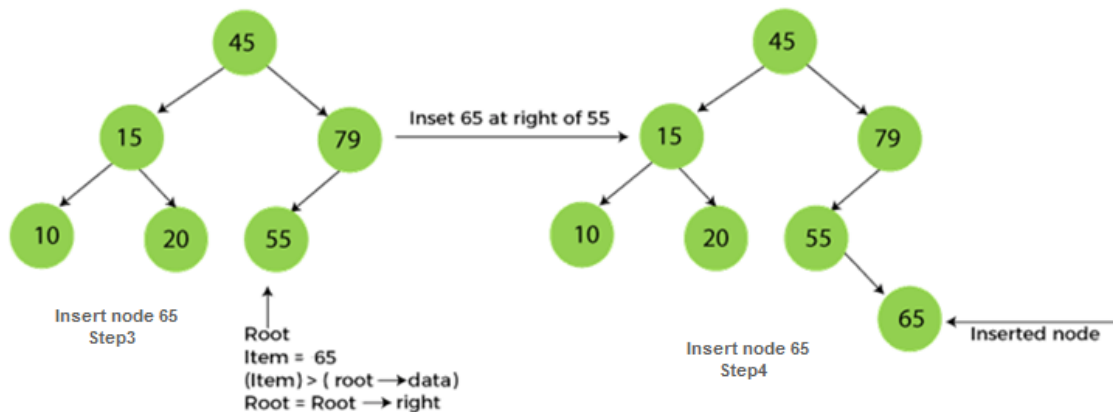 45
15
79
10
20
55
Insert node 65
Step3
Root
Item = 65
(Item) > ( root → data)
Root = Root → right
Inset 65 at right of 55
45
15
79
10
20
55
65
Inserted node
Insert node 65
Step4